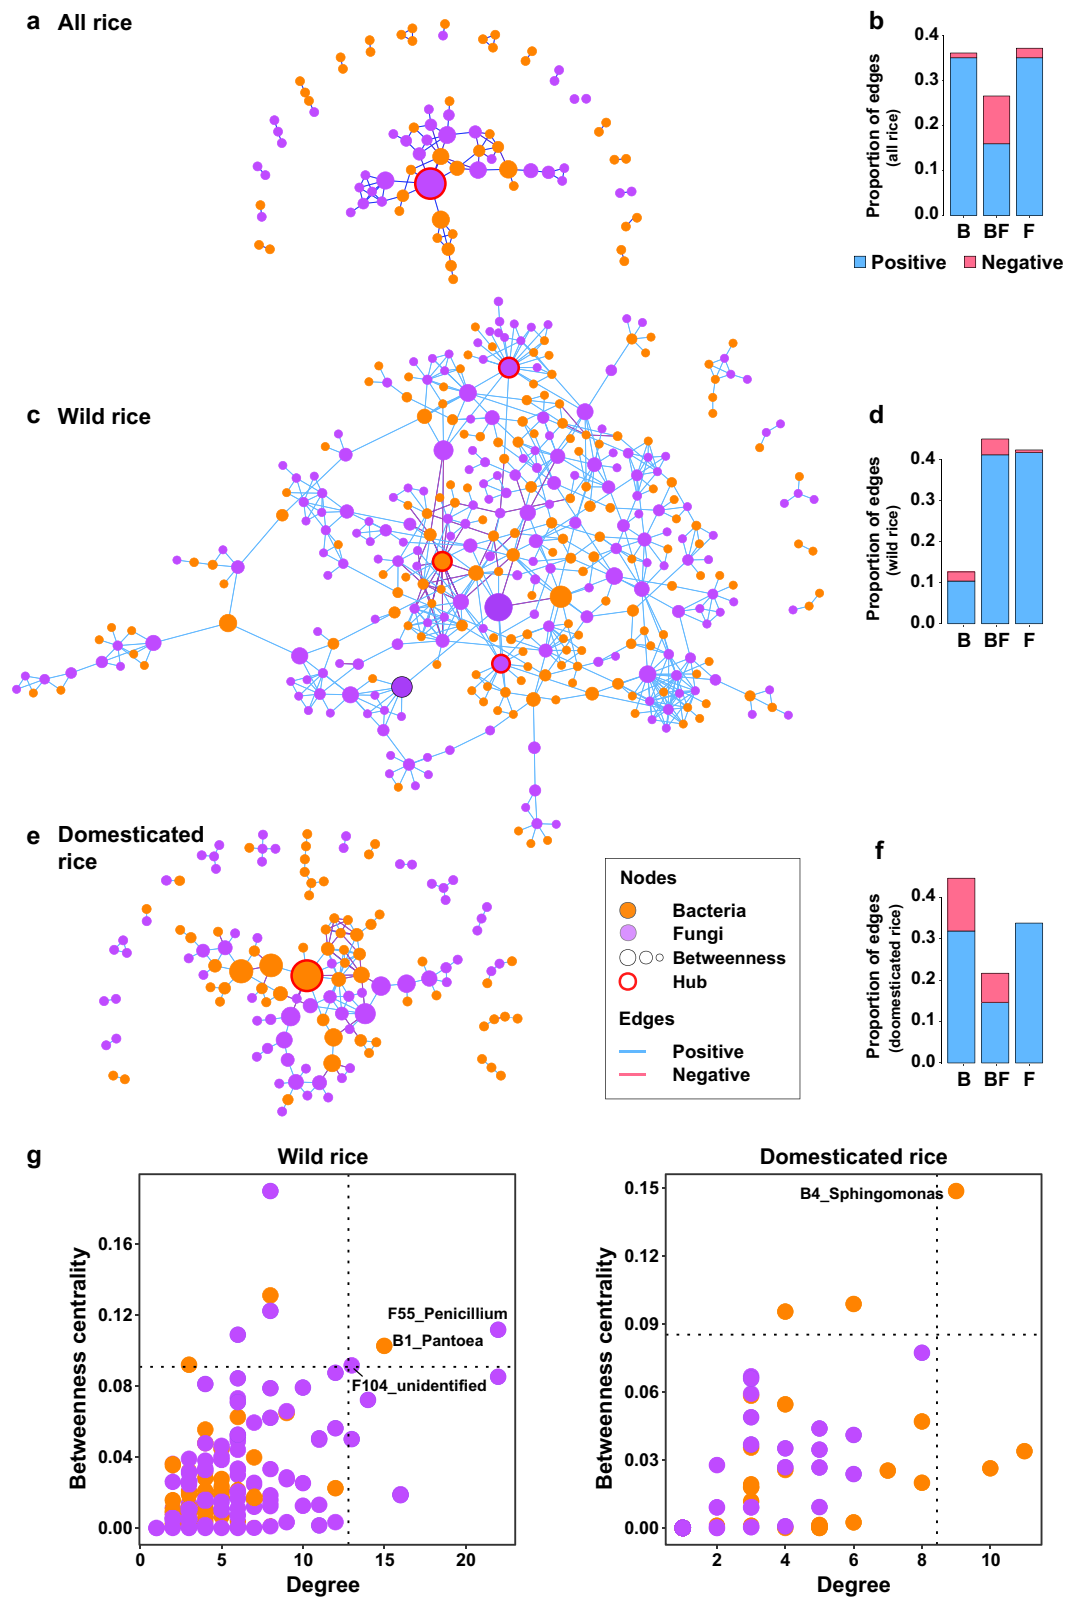 a All rice
b
Proportion of edges
(all rice)
0.4
0.3
0.2
0.1
0.0
B BF F
Positive Negative
c Wild rice
d
Proportion of edges
(wild rice)
0.4
0.3
0.2
0.1
0.0
B BF F
e Domesticated
rice
Nodes
Bacteria
Fungi
Betweenness
Hub
Edges
Positive
Negative
f
Proportion of edges
(doomesticated rice)
0.4
0.3
0.2
0.1
0.0
B BF F
g
Wild rice
Betweenness centrality
0.16
0.12
0.08
0.04
0.00
F55_Penicillium
B1_Pantoea
F104_unidentified
0 5 10 15 20
Degree
Domesticated rice
Betweenness centrality
0.15
0.12
0.09
0.06
0.03
0.00
B4_Sphingomonas
2 4 6 8 10
Degree